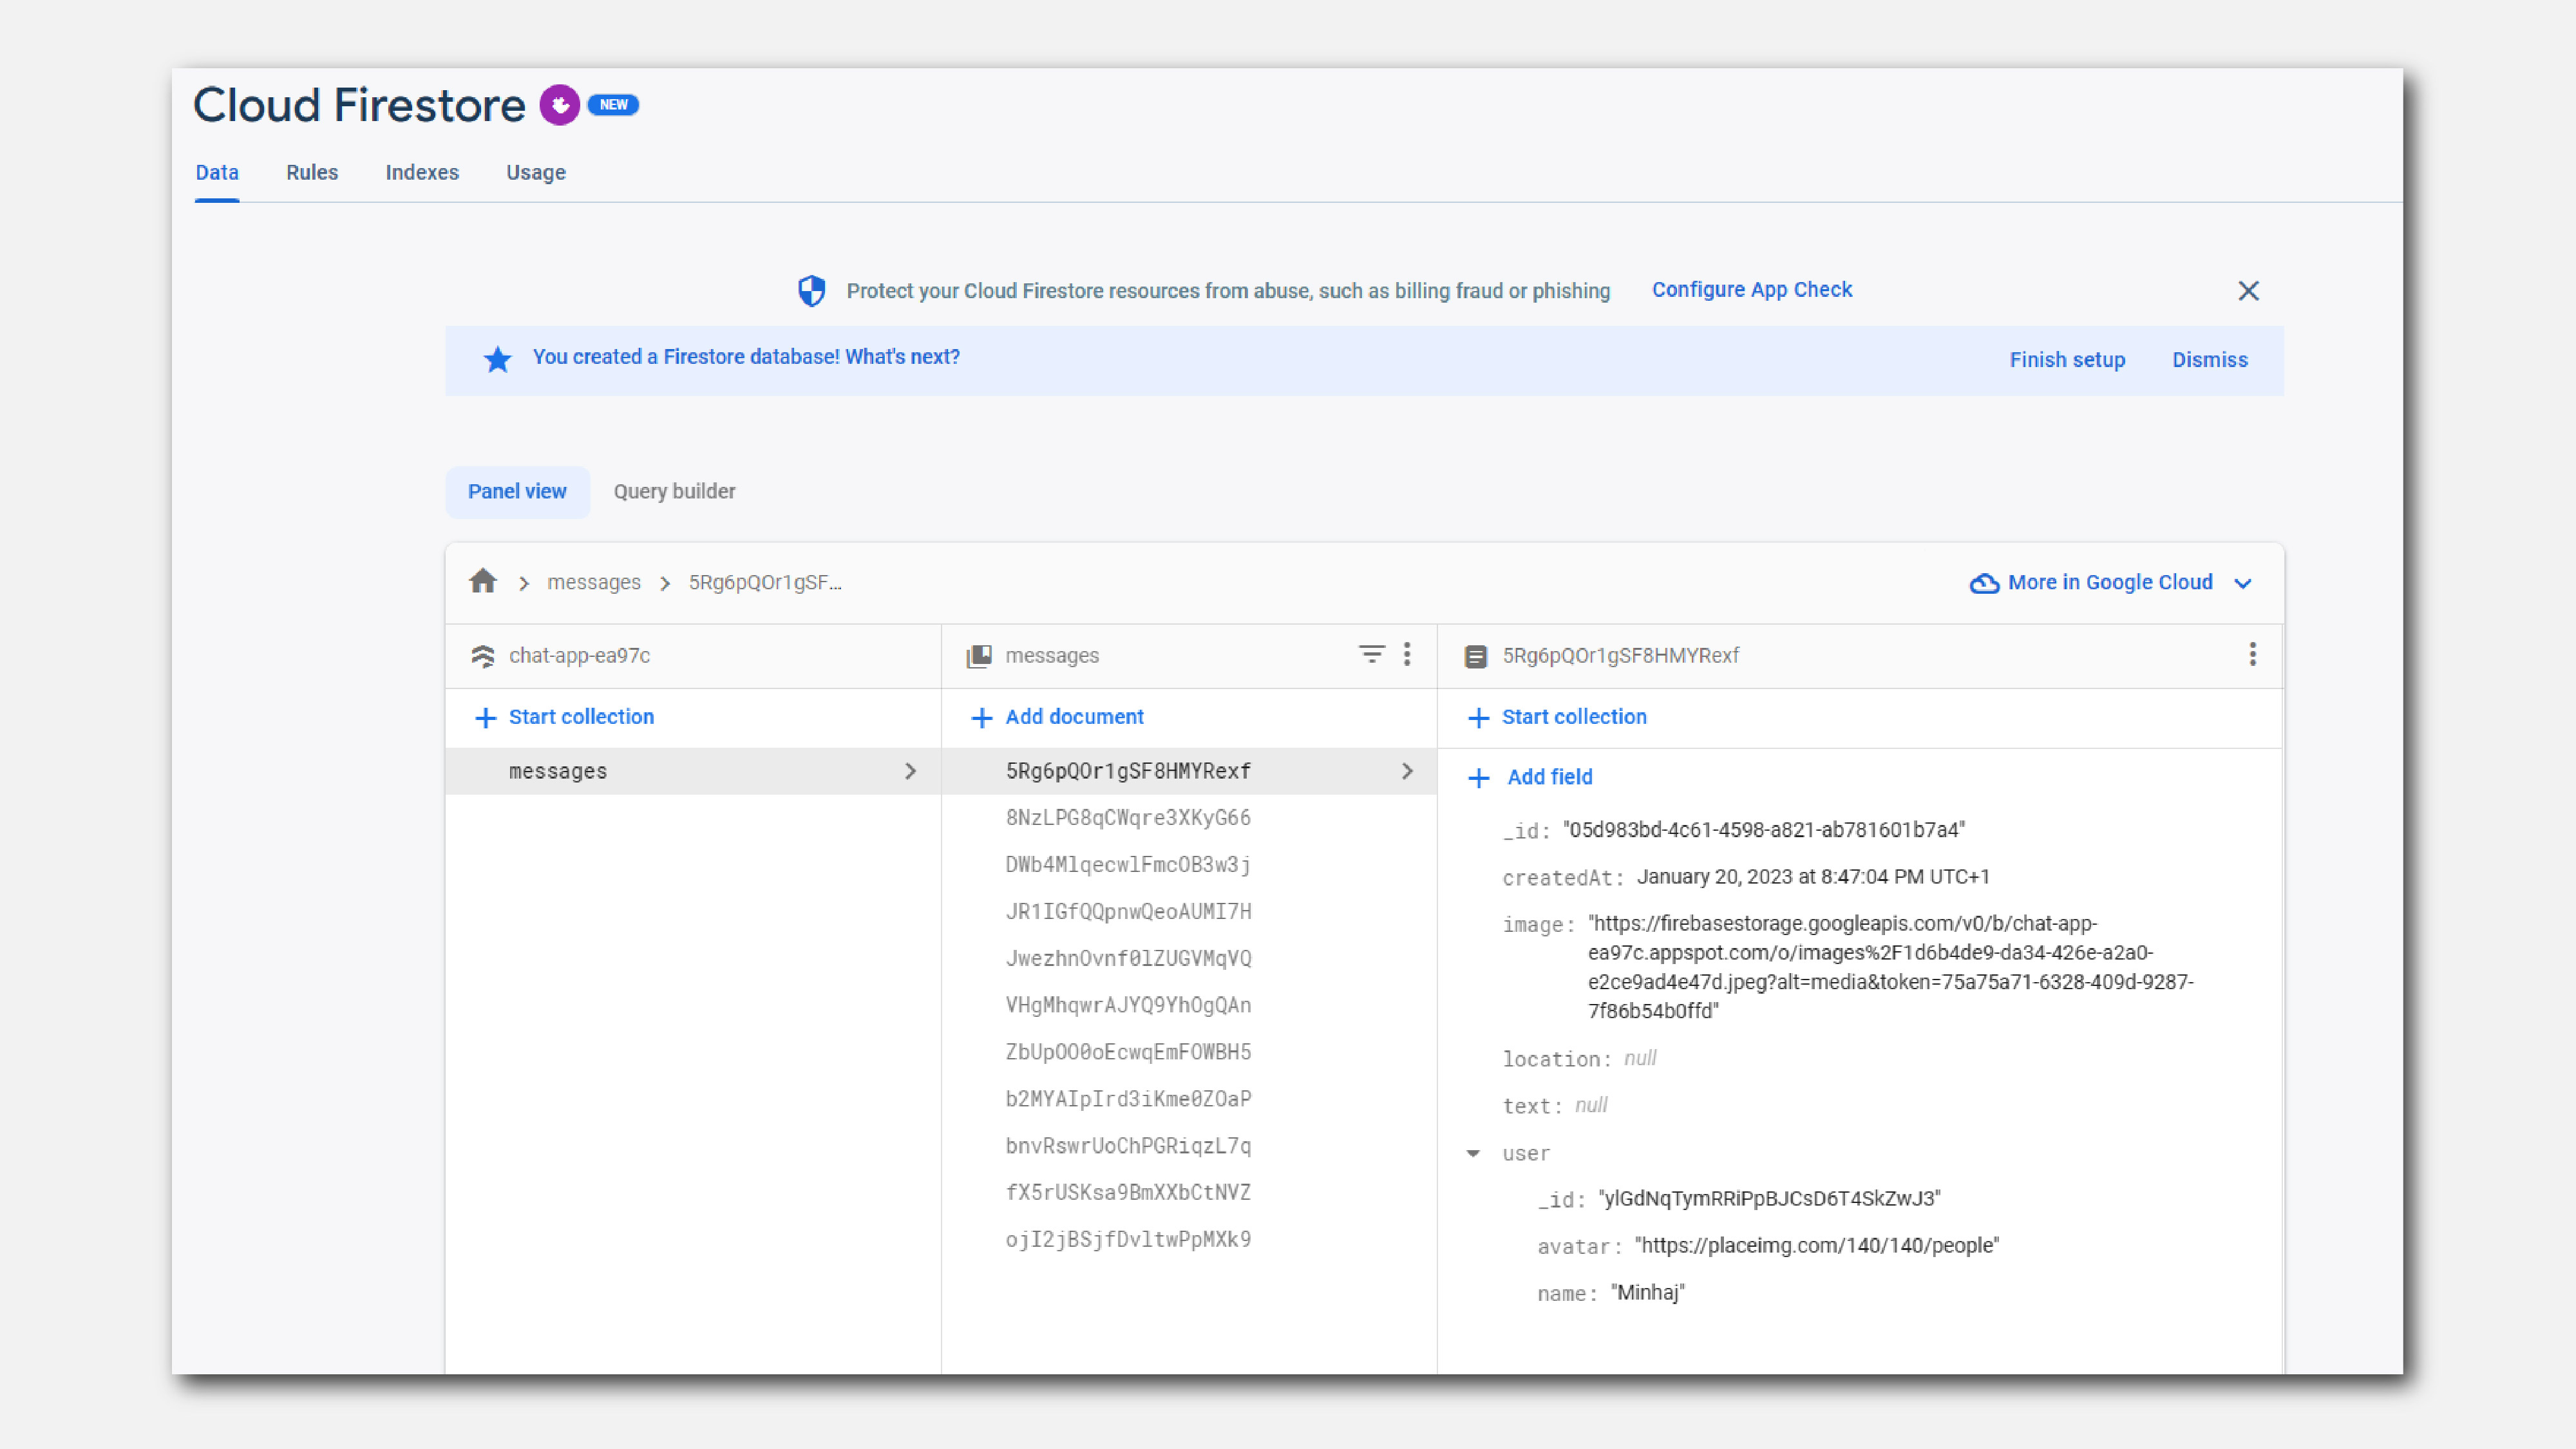 Cloud Firestore NEW
Data Rules Indexes Usage
Protect your Cloud Firestore resources from abuse, such as billing fraud or phishing Configure App Check
You created a Firestore database! What's next? Finish setup Dismiss
Panel view Query builder
messages 5Rg6pQOr1gSF... More in Google Cloud
chat-app-ea97c
Start collection
messages
messages
Add document
5Rg6pQOr1gSF8HMYRexf
8NzLPG8qCWqre3XKyG66
DWb4MlqecwlFmcOB3w3j
JR1IGfQQpnwQeoAUMI7H
JwezhnOvnf0lZUGVMqVQ
VHgMhqwrAJYQ9YhOgQAn
ZbUpOO0oEcwqEmFOWBH5
b2MYAIpIrd3iKme0ZOaP
bnvRswrUoChPGRiqzL7q
fX5rUSKsa9BmXXbCtNVZ
ojI2jBSjfDvltwPpMXk9
5Rg6pQOr1gSF8HMYRexf
Start collection
Add field
_id: "05d983bd-4c61-4598-a821-ab781601b7a4"
createdAt: January 20, 2023 at 8:47:04 PM UTC+1
image: "https://firebasestorage.googleapis.com/v0/b/chat-app-
ea97c.appspot.com/o/images%2F1d6b4de9-da34-426e-a2a0-
e2ce9ad4e47d.jpeg?alt=media&token=75a75a71-6328-409d-9287-
7f86b54b0ffd"
location: null
text: null
user
_id: "ylGdNqTymRRiPpBJCsD6T4SkZwJ3"
avatar: "https://placeimg.com/140/140/people"
name: "Minhaj"